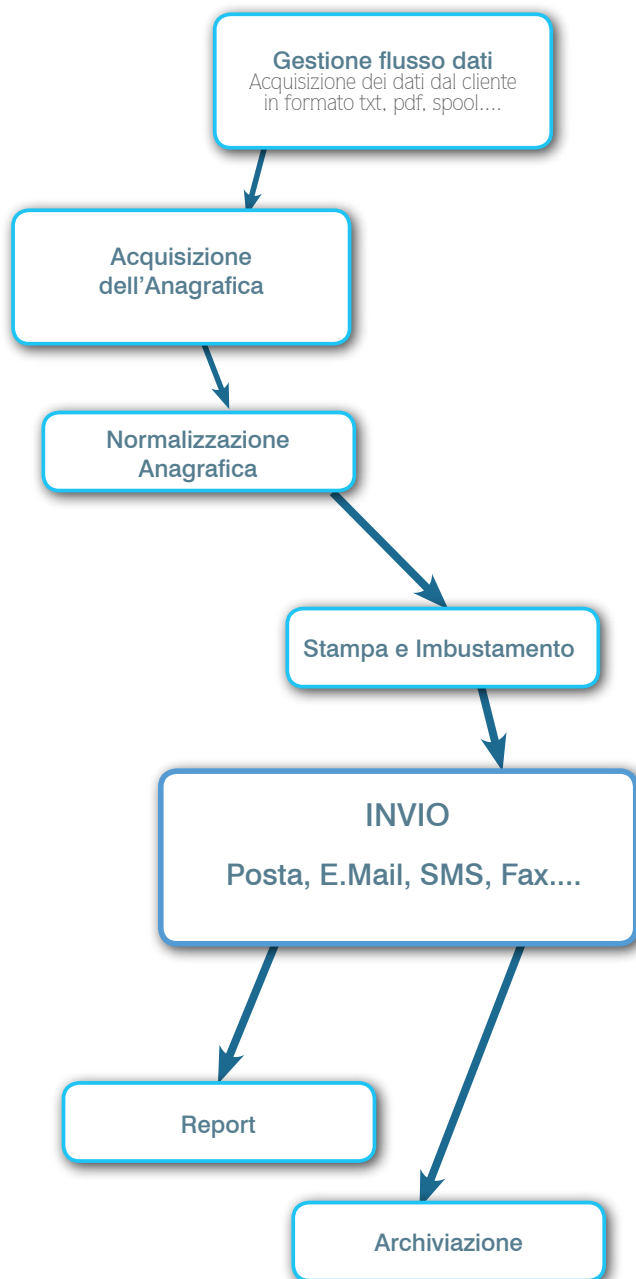 Gestione flusso dati
Acquisizione dei dati dal cliente
in formato txt, pdf, spool....
Acquisizione
dell’Anagrafica
Normalizzazione
Anagrafica
Stampa e Imbustamento
INVIO
Posta, E.Mail, SMS, Fax....
Report
Archiviazione